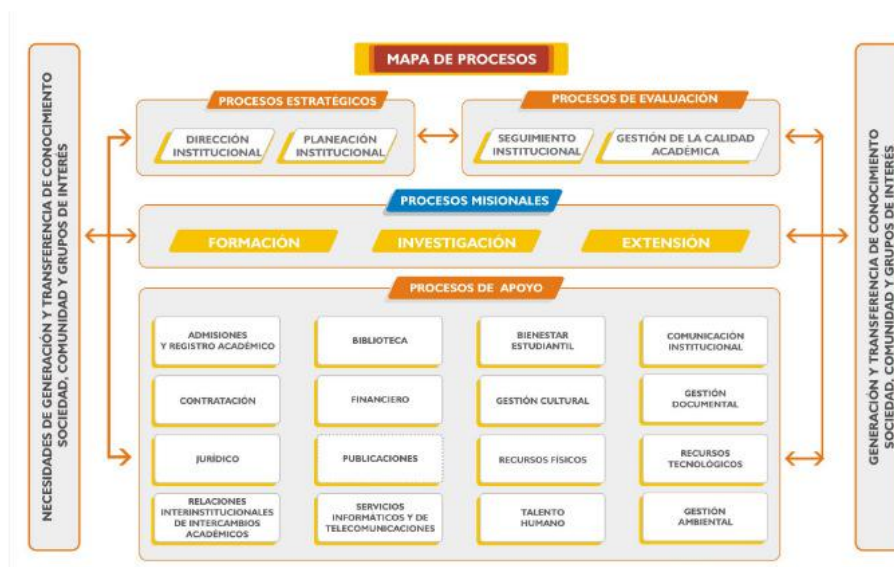 MAPA DE PROCESOS
NECESIDADES DE GENERACIÓN Y TRANSFERENCIA DE CONOCIMIENTO
SOCIEDAD, COMUNIDAD Y GRUPOS DE INTERÉS
PROCESOS ESTRATÉGICOS
DIRECCIÓN
INSTITUCIONAL
PLANEACIÓN
INSTITUCIONAL
PROCESOS DE EVALUACIÓN
SEGUIMIENTO
INSTITUCIONAL
GESTIÓN DE LA CALIDAD
ACADÉMICA
PROCESOS MISIONALES
FORMACIÓN
INVESTIGACIÓN
EXTENSIÓN
PROCESOS DE APOYO
ADMISIONES
Y REGISTRO ACADÉMICO
BIBLIOTECA
BIENESTAR
ESTUDIANTIL
COMUNICACIÓN
INSTITUCIONAL
CONTRATACIÓN
FINANCIERO
GESTIÓN CULTURAL
GESTIÓN
DOCUMENTAL
JURÍDICO
PUBLICACIONES
RECURSOS FÍSICOS
RECURSOS
TECNOLÓGICOS
RELACIONES
INTERINSTITUCIONALES
DE INTERCAMBIOS
ACADÉMICOS
SERVICIOS
INFORMÁTICOS Y DE
TELECOMUNICACIONES
TALENTO
HUMANO
GESTIÓN
AMBIENTAL
GENERACIÓN Y TRANSFERENCIA DE CONOCIMIENTO
SOCIEDAD, COMUNIDAD Y GRUPOS DE INTERÉS